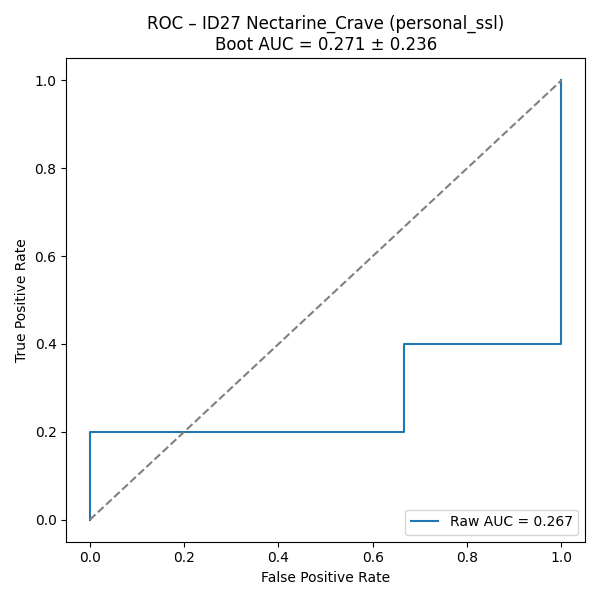 ROC – ID27 Nectarine_Crave (personal_ssl)
Boot AUC = 0.271 ± 0.236
True Positive Rate
1.0
0.8
0.6
0.4
0.2
0.0
Raw AUC = 0.267
0.0 0.2 0.4 0.6 0.8 1.0
False Positive Rate